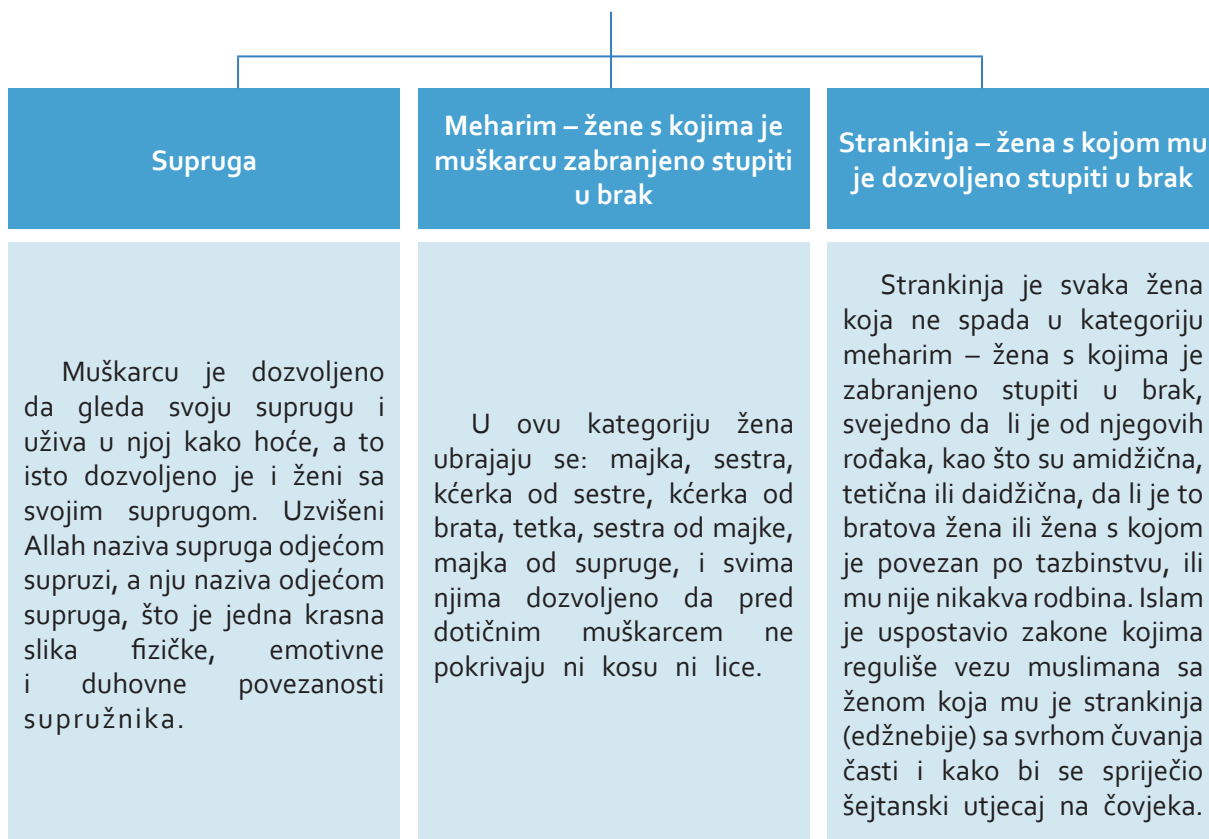 Supruga
Meharim – žene s kojima je
muškarcu zabranjeno stupiti
u brak
Strankinja – žena s kojom mu
je dozvoljeno stupiti u brak
Muškarcu je dozvoljeno
da gleda svoju suprugu i
uživa u njoj kako hoće, a to
isto dozvoljeno je i ženi sa
svojim suprugom. Uzvišeni
Allah naziva supruga odjećom
supruzi, a nju naziva odjećom
supruga, što je jedna krasna
slika fizičke, emotivne
i duhovne povezanosti
supružnika.
U ovu kategoriju žena
ubrajaju se: majka, sestra,
kćerka od sestre, kćerka od
brata, tetka, sestra od majke,
majka od supruge, i svima
njima dozvoljeno da pred
dotičnim muškarcem ne
pokrivaju ni kosu ni lice.
Strankinja je svaka žena
koja ne spada u kategoriju
meharim – žena s kojima je
zabranjeno stupiti u brak,
svejedno da li je od njegovih
rođaka, kao što su amidžična,
tetična ili daidžična, da li je to
bratova žena ili žena s kojom
je povezan po tazbinstvu, ili
mu nije nikakva rodbina. Islam
je uspostavio zakone kojima
reguliše vezu muslimana sa
ženom koja mu je strankinja
(edžnebije) sa svrhom čuvanja
časti i kako bi se spriječio
šejtanski utjecaj na čovjeka.